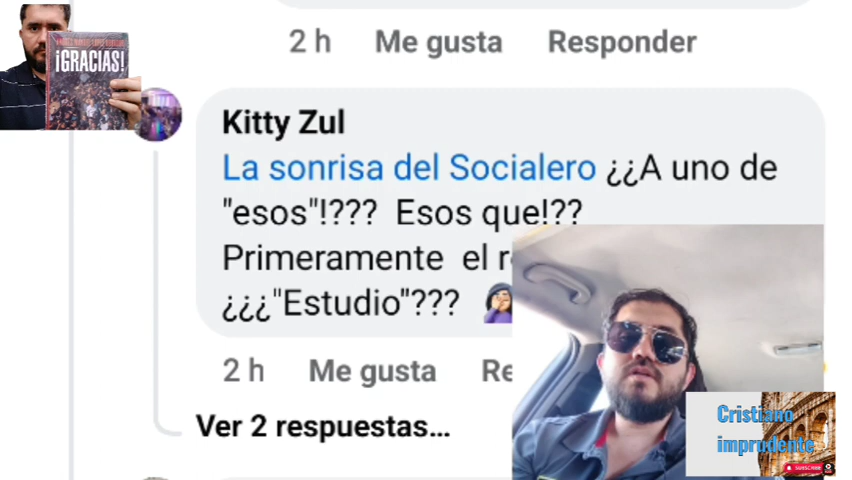 ¡GRACIAS!
2 h Me gusta Responder
Kitty Zul
La sonrisa del Socialero ¿¿A uno de
"esos"!??? Esos que!??
Primeramente el
¿¿¿"Estudio"???
2 h Me gusta
Ver 2 respuestas...
Cristiano
imprudente
SUBSCRIBE